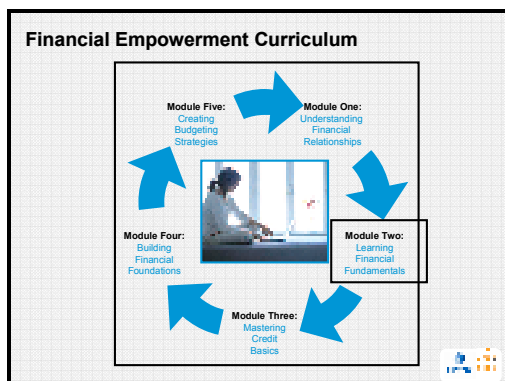 Financial Empowerment Curriculum
Module Five:
Creating
Budgeting
Strategies
Module One:
Understanding
Financial
Relationships
Module Four:
Building
Financial
Foundations
Module Two:
Learning
Financial
Fundamentals
Module Three:
Mastering
Credit
Basics